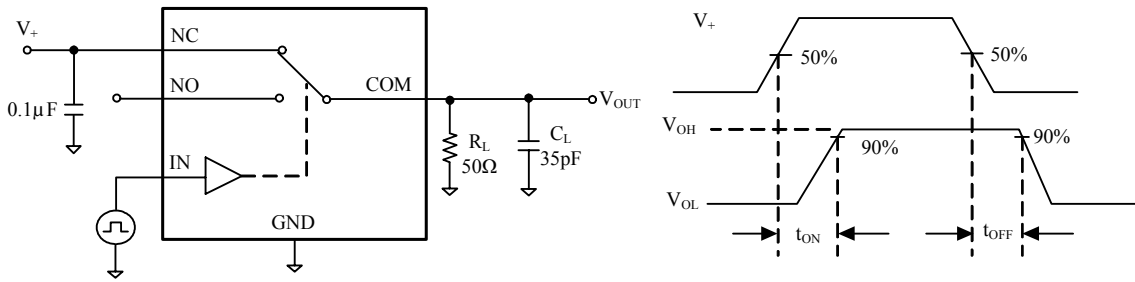 V+
NC
NO
COM
0.1µF
VOUT
RL
50Ω
CL
35pF
IN
GND
V+
50%
50%
VOH
90%
90%
VOL
tON
tOFF